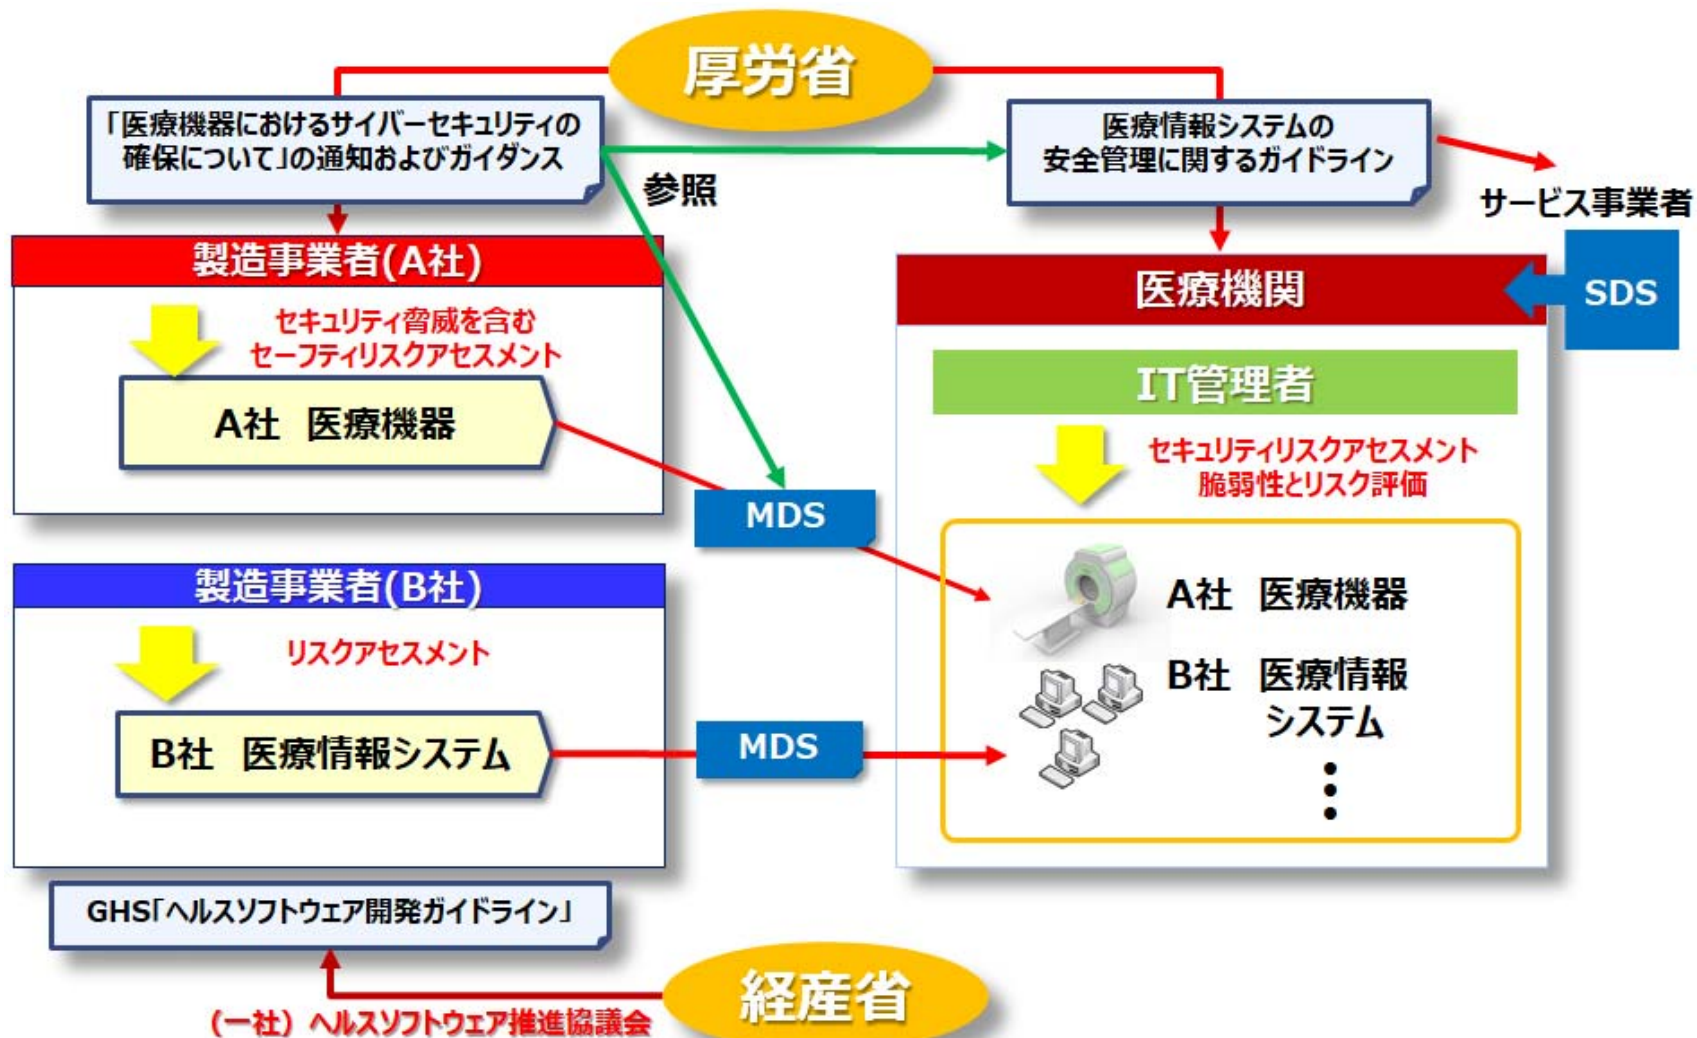 厚労省
「医療機器におけるサイバーセキュリティの
確保について」の通知およびガイダンス
医療情報システムの
安全管理に関するガイドライン
参照
サービス事業者
SDS
製造事業者(A社)
セキュリティ脅威を含む
セーフティリスクアセスメント
A社 医療機器
MDS
医療機関
IT管理者
セキュリティリスクアセスメント
脆弱性とリスク評価
A社 医療機器
B社 医療情報
システム
製造事業者(B社)
リスクアセスメント
B社 医療情報システム
MDS
GHS「ヘルスソフトウェア開発ガイドライン」
経産省
(一社) ヘルスソフトウェア推進協議会